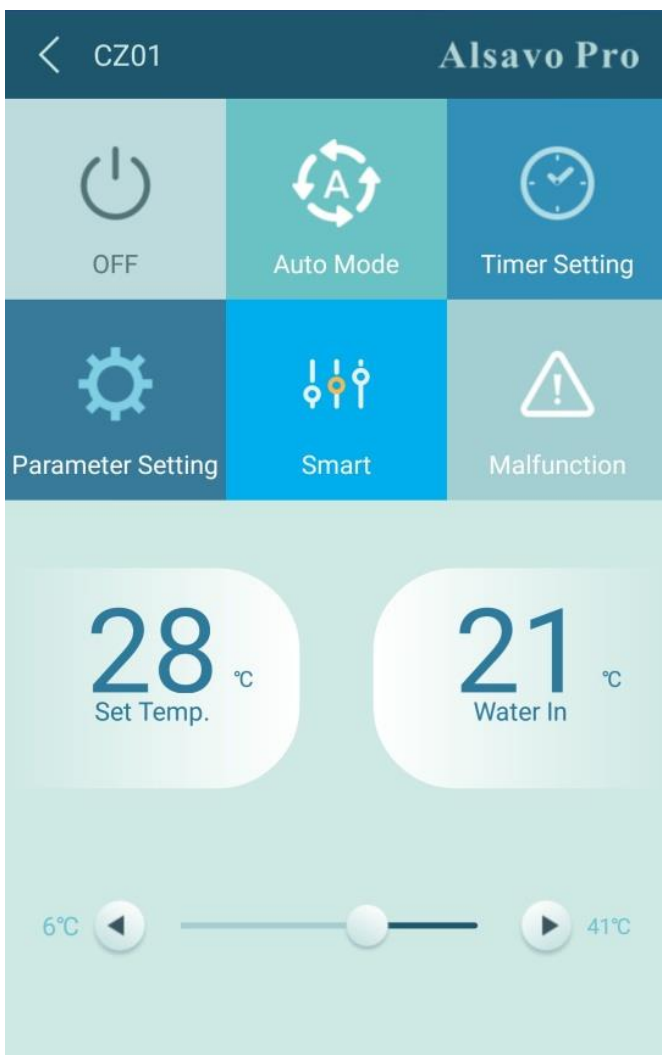 CZ01
Alsavo Pro
OFF
Auto Mode
Timer Setting
Parameter Setting
Smart
Malfunction
28 ℃
Set Temp.
21 ℃
Water In
6℃
41℃